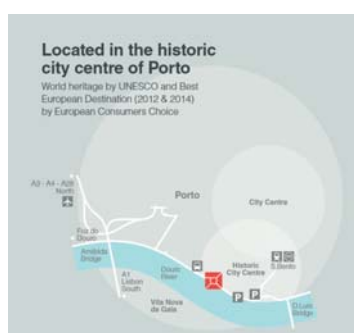 Located in the historic
city centre of Porto
World heritage by UNESCO and Best
European Destination (2012 & 2014)
by European Consumers Choice
A3 - A4 - A28
North
Porto
City Centre
Foz do
Douro
Arrábida
Bridge
A1
Lisbon
South
Douro
River
Historic
City Centre
S.Bento
P
P
Vila Nova
de Gaia
D.Luis
Bridge